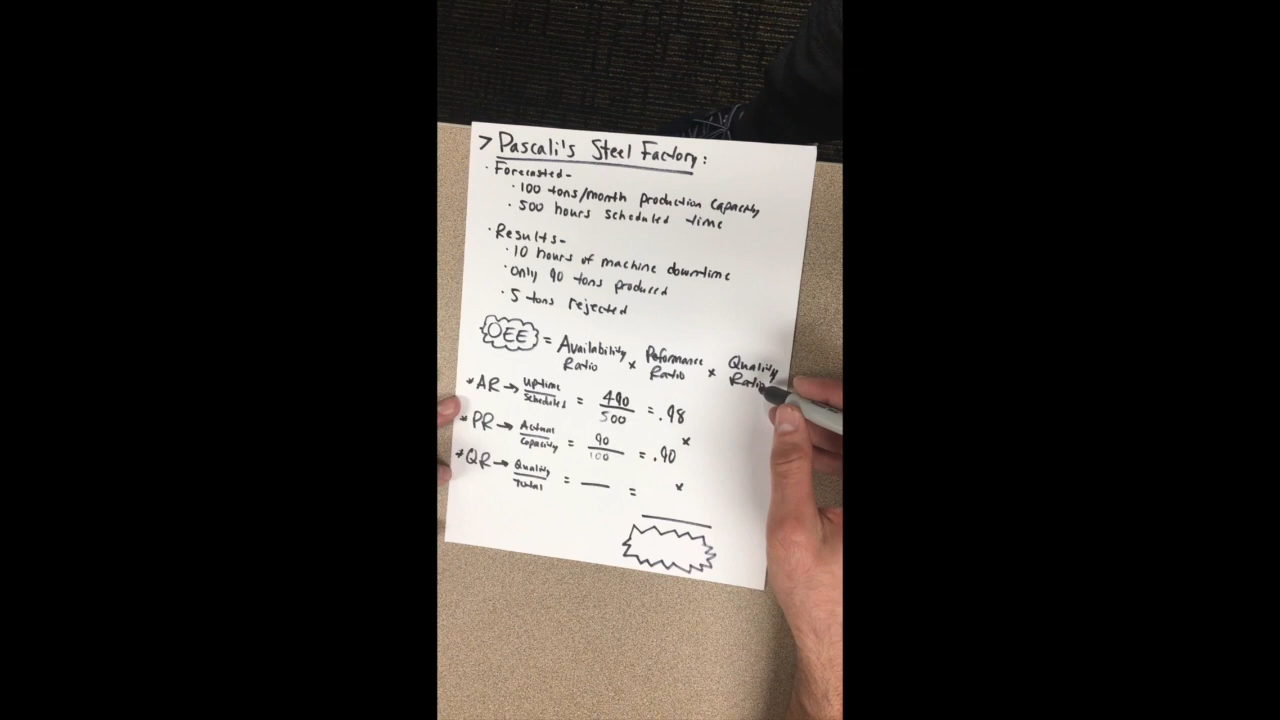 > Pascali's Steel Factory:
· Forecasted-
· 100 tons/month production capacity
· 500 hours scheduled time
· Results-
· 10 hours of machine downtime
· only 90 tons produced
· 5 tons rejected
OEE = Availability Ratio x Peformance Ratio x Quality Ratio
* AR → Uptime/Scheduled = 490/500 = .98
x
* PR → Actual/Capacity = 90/100 = .90
x
* QR → Quality/Total = — =